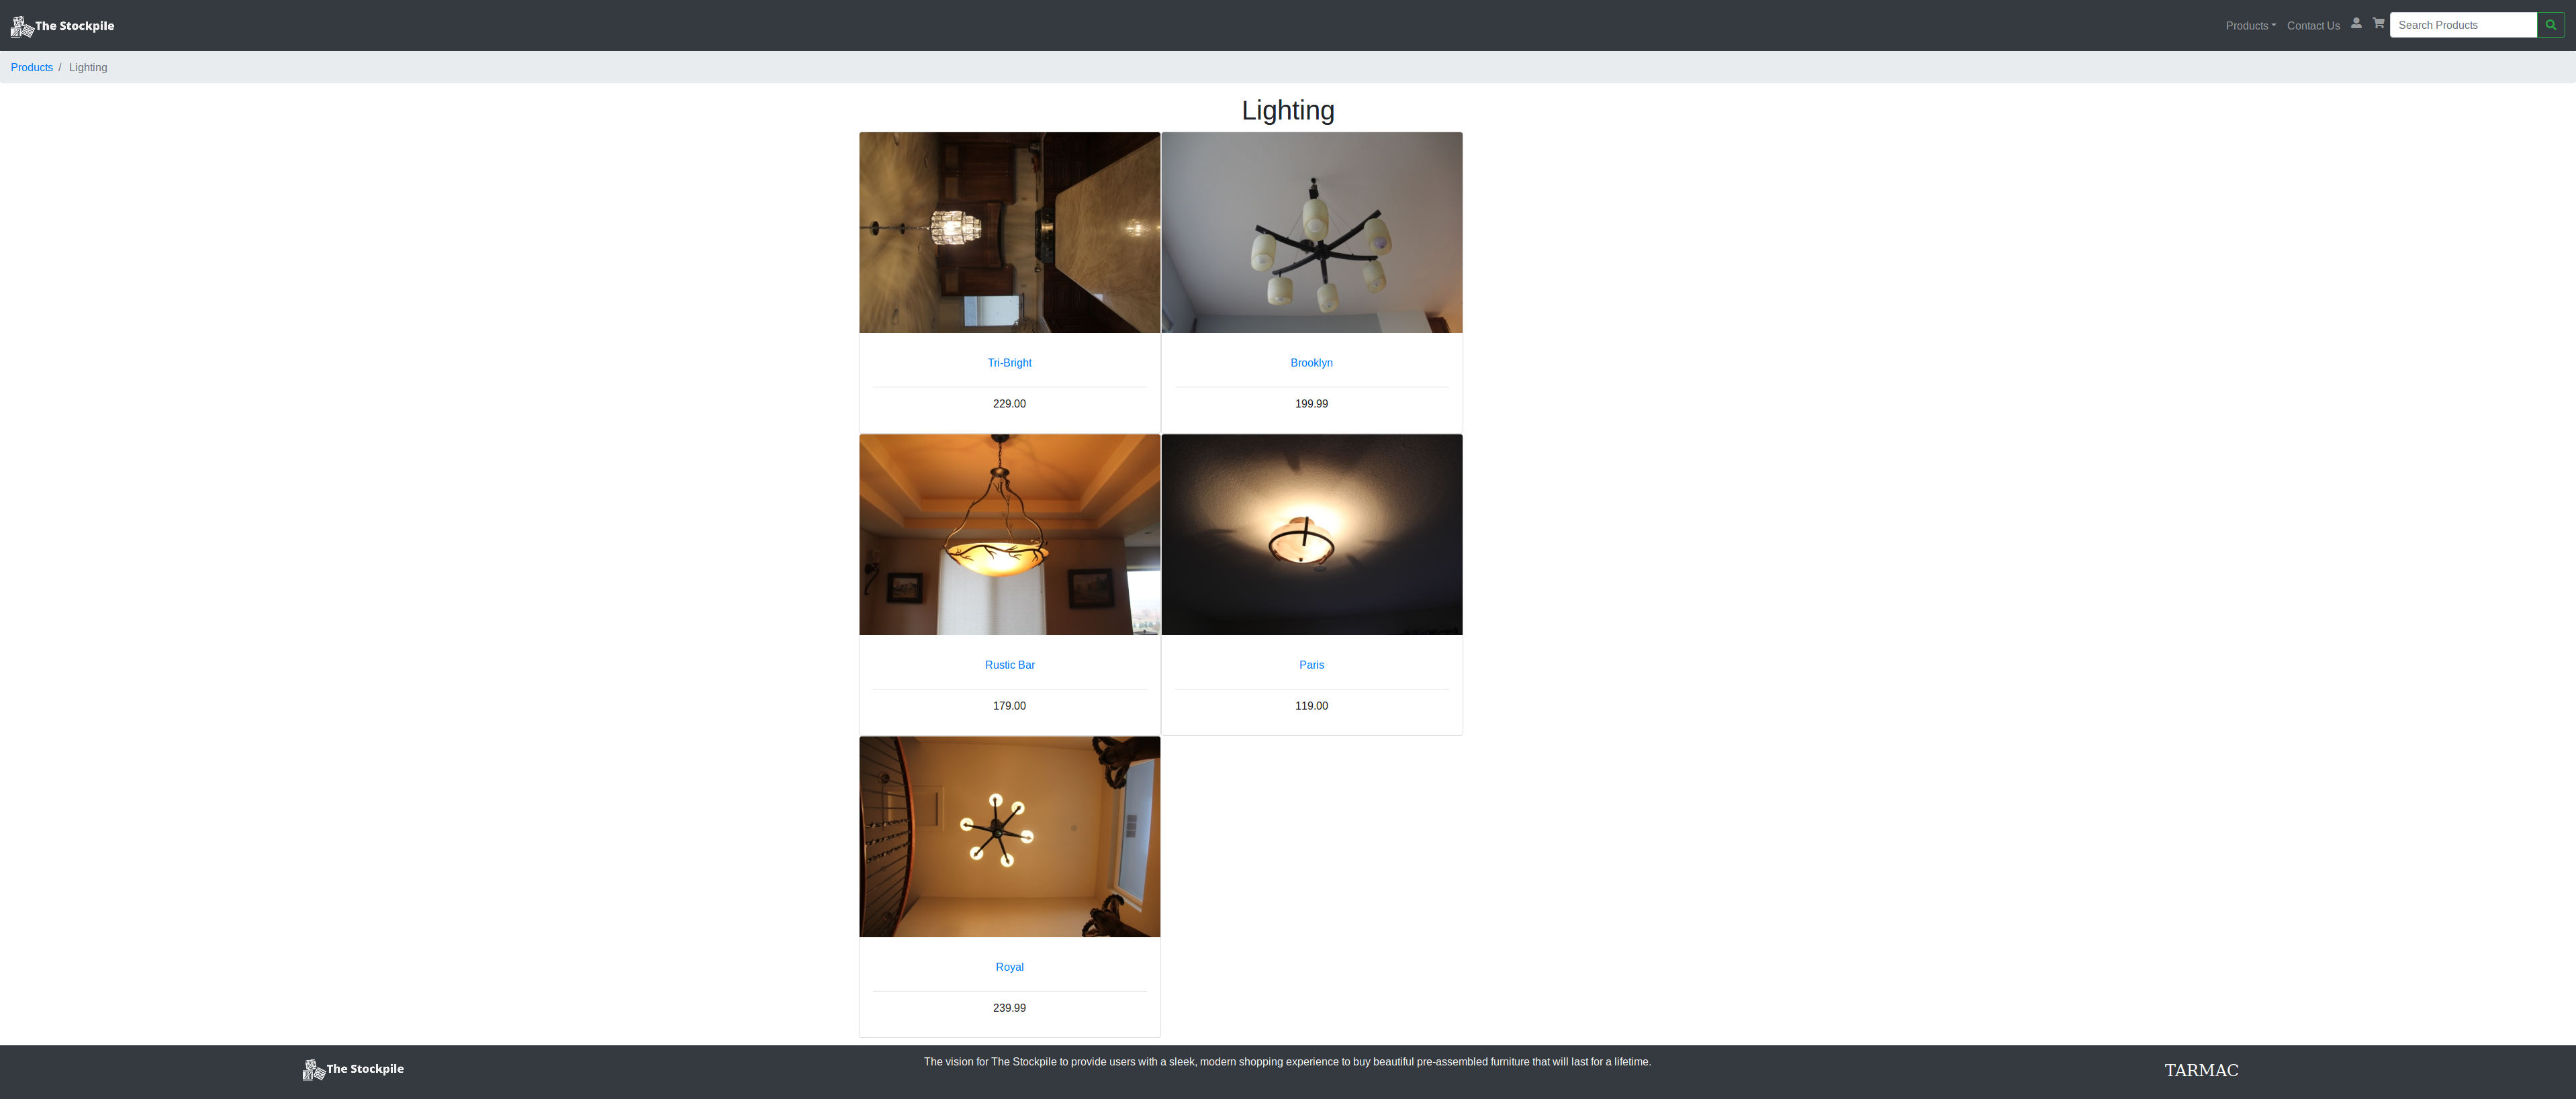 The Stockpile
Products
Contact Us
Search Products
Products / Lighting
Lighting
Tri-Bright
229.00
Brooklyn
199.99
Rustic Bar
179.00
Paris
119.00
Royal
239.99
The Stockpile
The vision for The Stockpile to provide users with a sleek, modern shopping experience to buy beautiful pre-assembled furniture that will last for a lifetime.
TARMAC